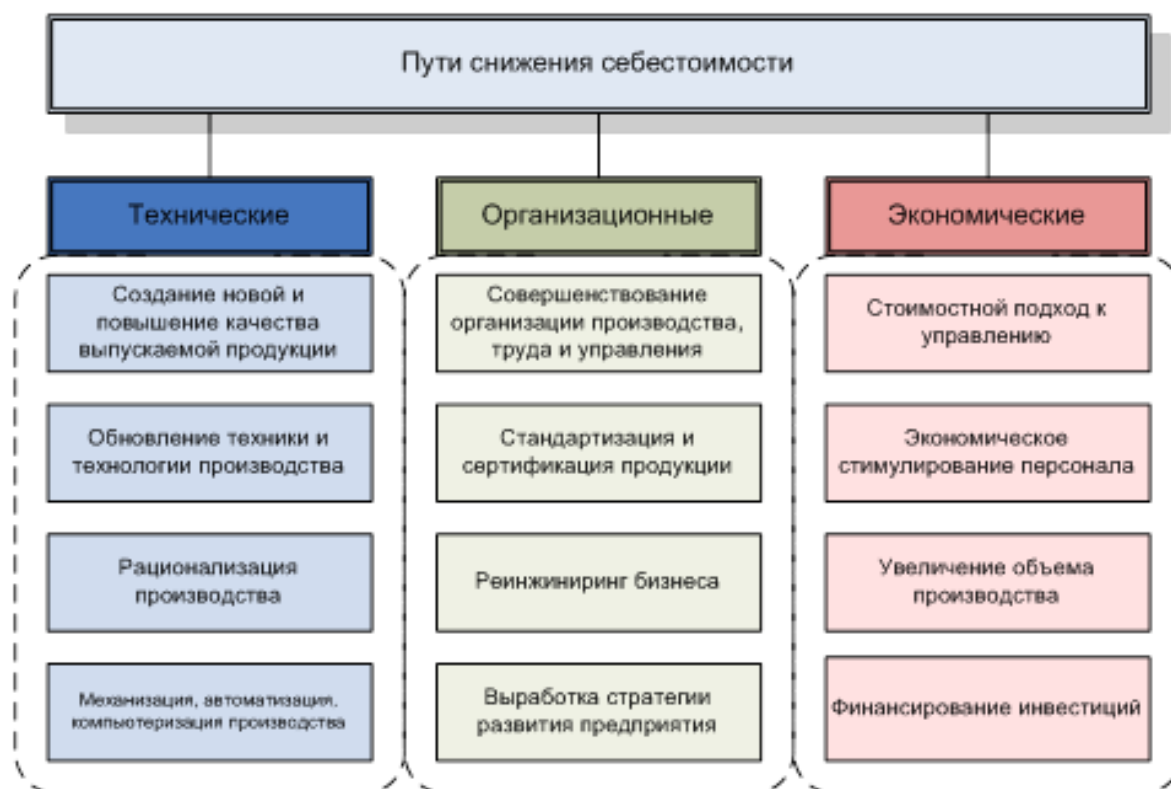 Пути снижения себестоимости
Технические
Организационные
Экономические
Создание новой и
повышение качества
выпускаемой продукции
Обновление техники и
технологии производства
Рационализация
производства
Механизация, автоматизация,
компьютеризация производства
Совершенствование
организации производства,
труда и управления
Стандартизация и
сертификация продукции
Реинжиниринг бизнеса
Выработка стратегии
развития предприятия
Стоимостной подход к
управлению
Экономическое
стимулирование персонала
Увеличение объема
производства
Финансирование инвестиций